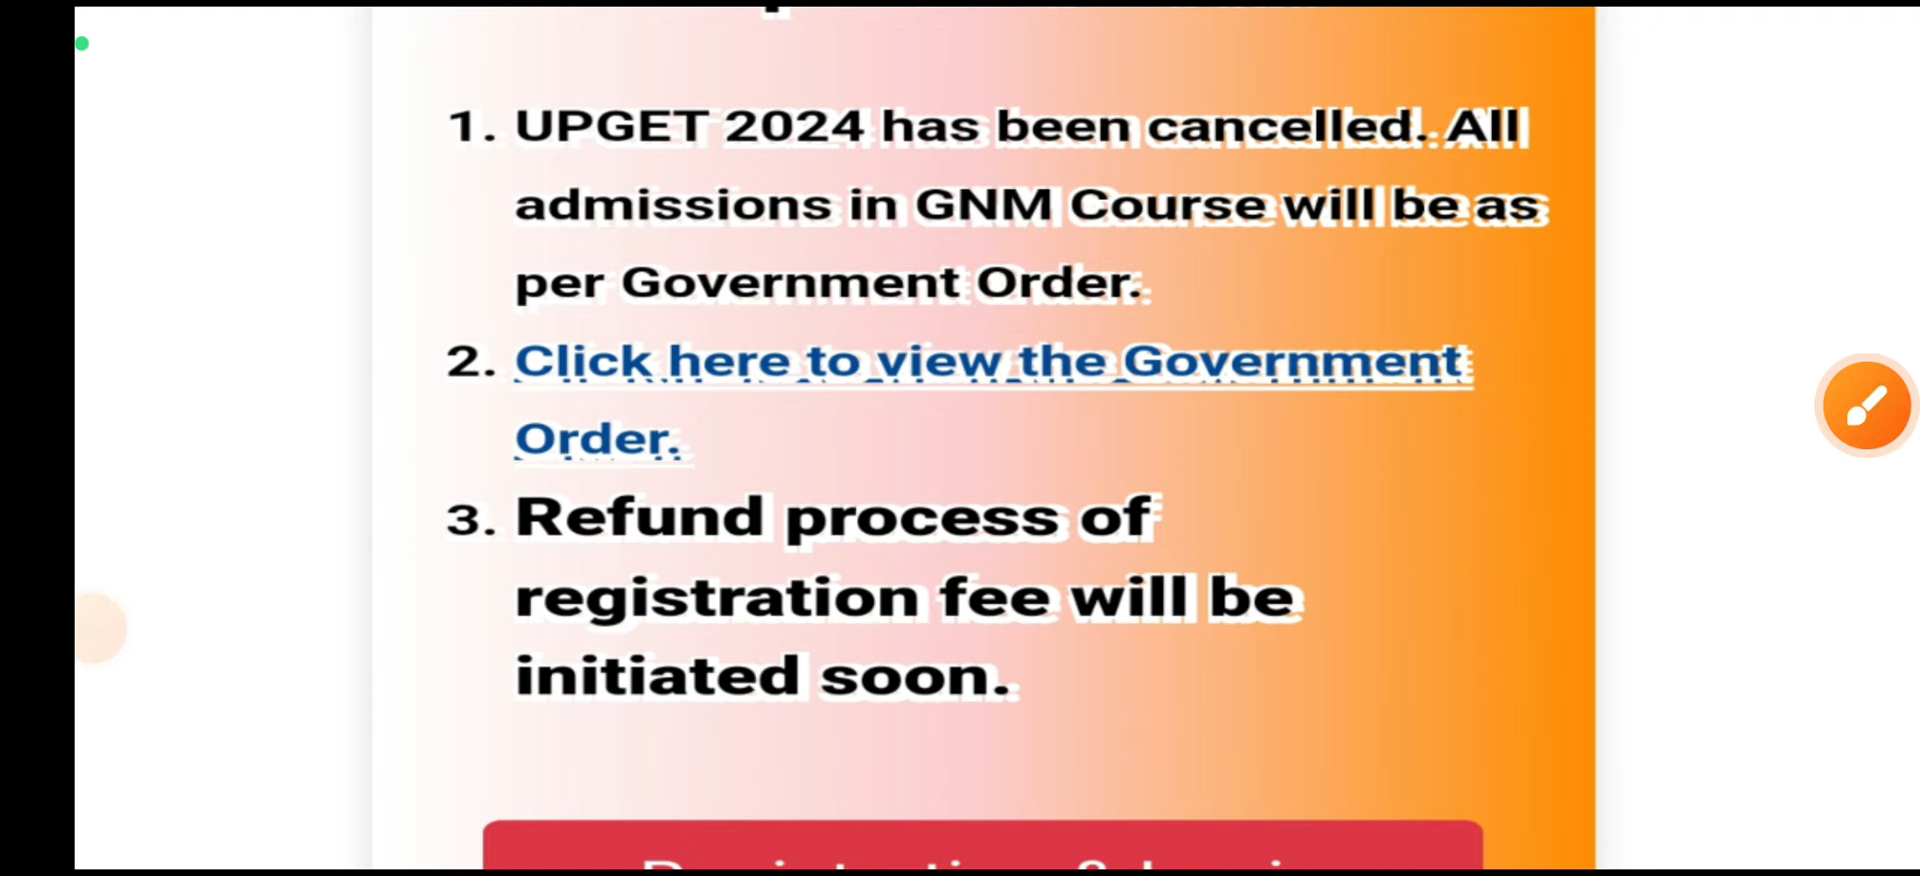 1. UPGET 2024 has been cancelled. All
admissions in GNM Course will be as
per Government Order.
2. Click here to view the Government
Order.
3. Refund process of
registration fee will be
initiated soon.